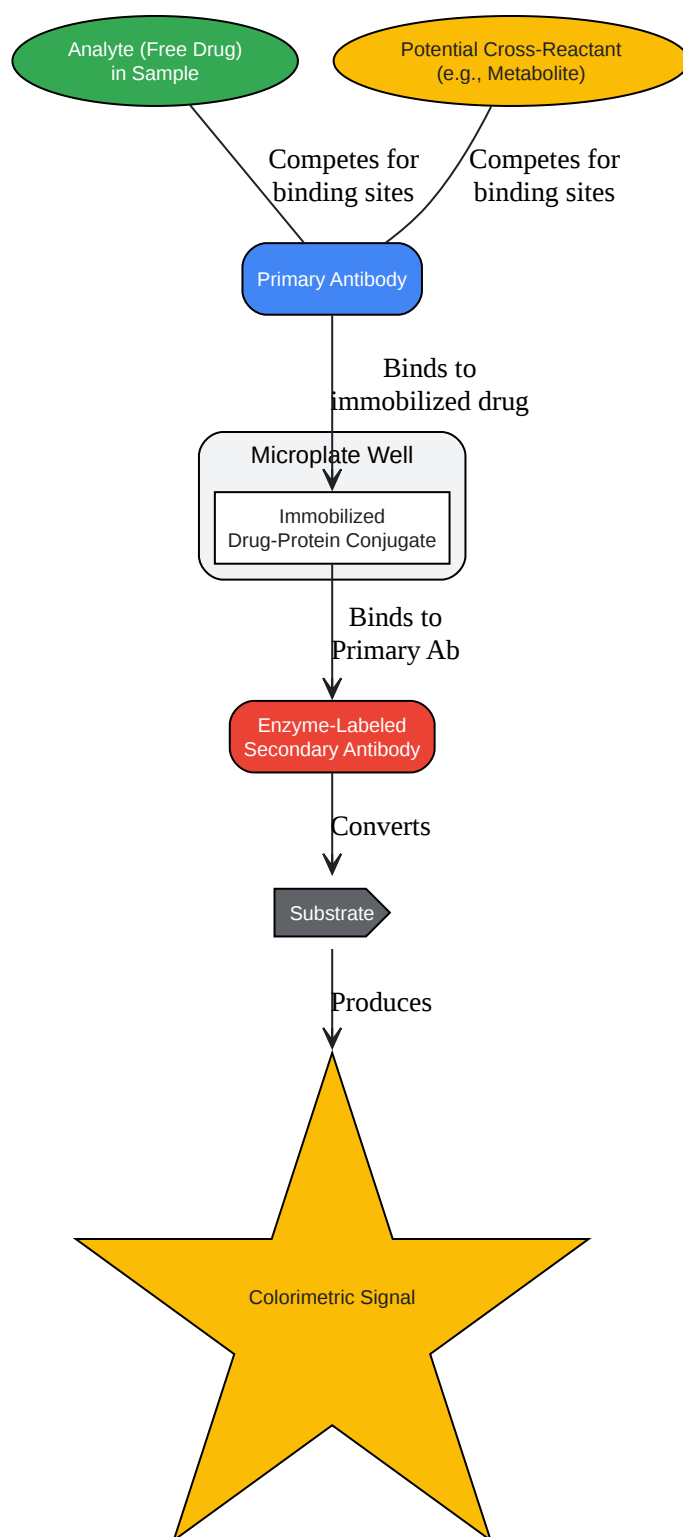 Analyte (Free Drug)
in Sample
Potential Cross-Reactant
(e.g., Metabolite)
Competes for
binding sites
Competes for
binding sites
Primary Antibody
Binds to
immobilized drug
Microplate Well
Immobilized
Drug-Protein Conjugate
Binds to
Primary Ab
Enzyme-Labeled
Secondary Antibody
Converts
Substrate
Produces
Colorimetric Signal